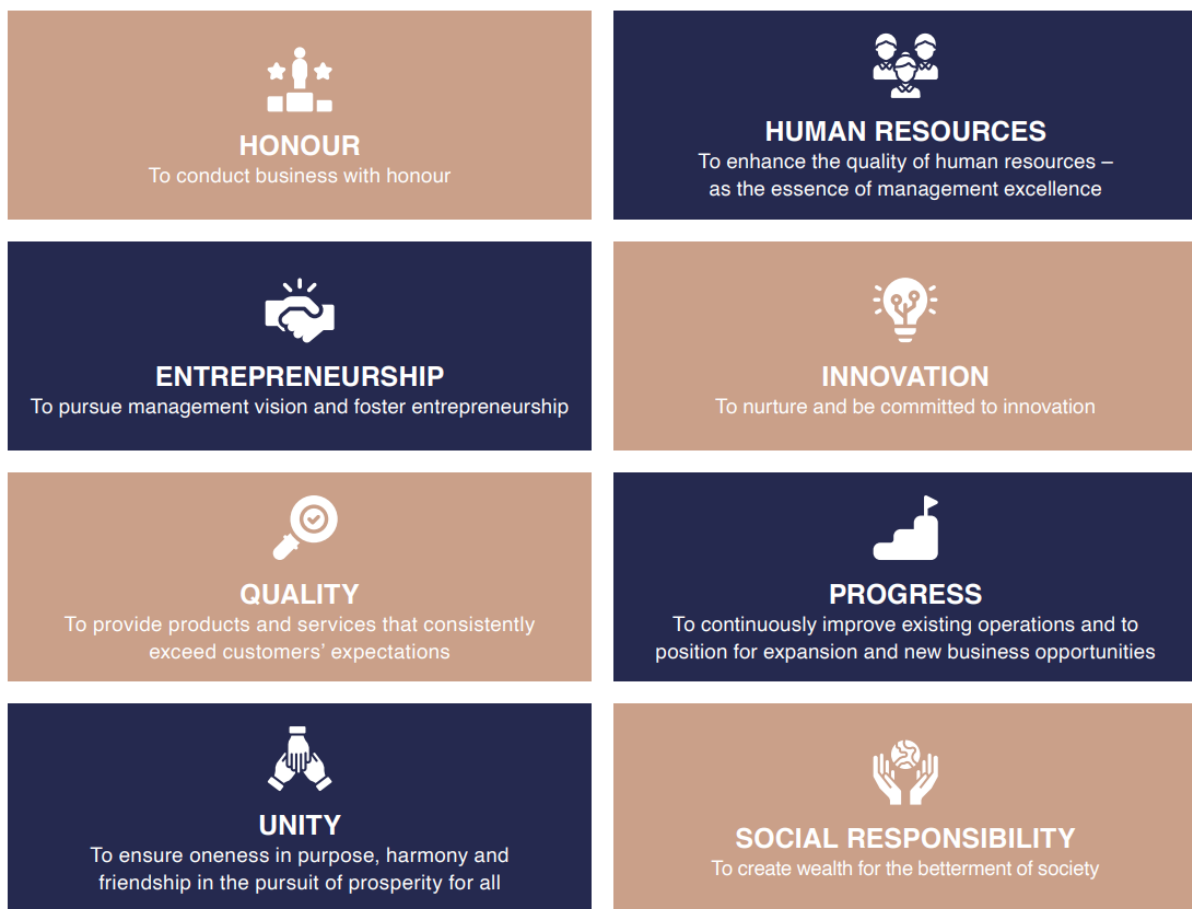 HONOUR
To conduct business with honour
HUMAN RESOURCES
To enhance the quality of human resources –
as the essence of management excellence
ENTREPRENEURSHIP
To pursue management vision and foster entrepreneurship
INNOVATION
To nurture and be committed to innovation
QUALITY
To provide products and services that consistently
exceed customers’ expectations
PROGRESS
To continuously improve existing operations and to
position for expansion and new business opportunities
UNITY
To ensure oneness in purpose, harmony and
friendship in the pursuit of prosperity for all
SOCIAL RESPONSIBILITY
To create wealth for the betterment of society